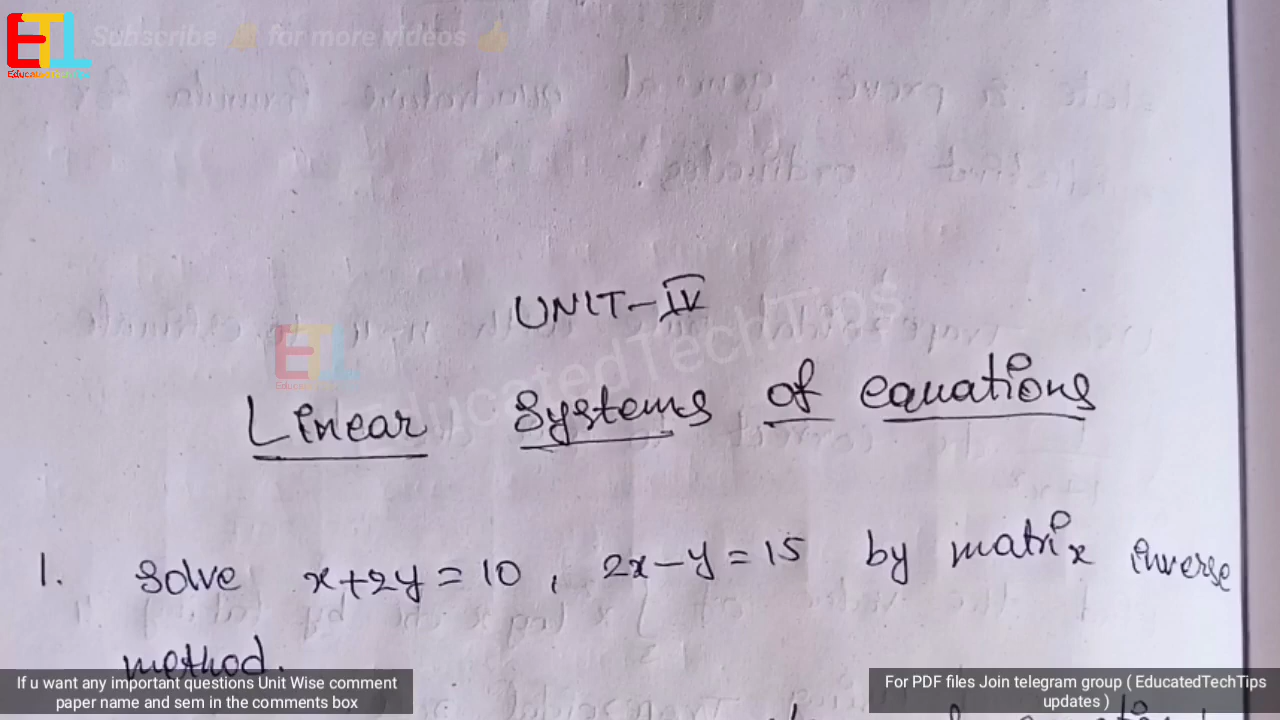 ETL
Subscribe 🔔 for more videos 👍
EducatedTechTips
UNIT-IV
Linear Systems of equations
1. Solve x+2y = 10 , 2x-y = 15 by matrix inverse
method.
If u want any important questions Unit Wise comment
paper name and sem in the comments box
For PDF files Join telegram group ( EducatedTechTips
updates )